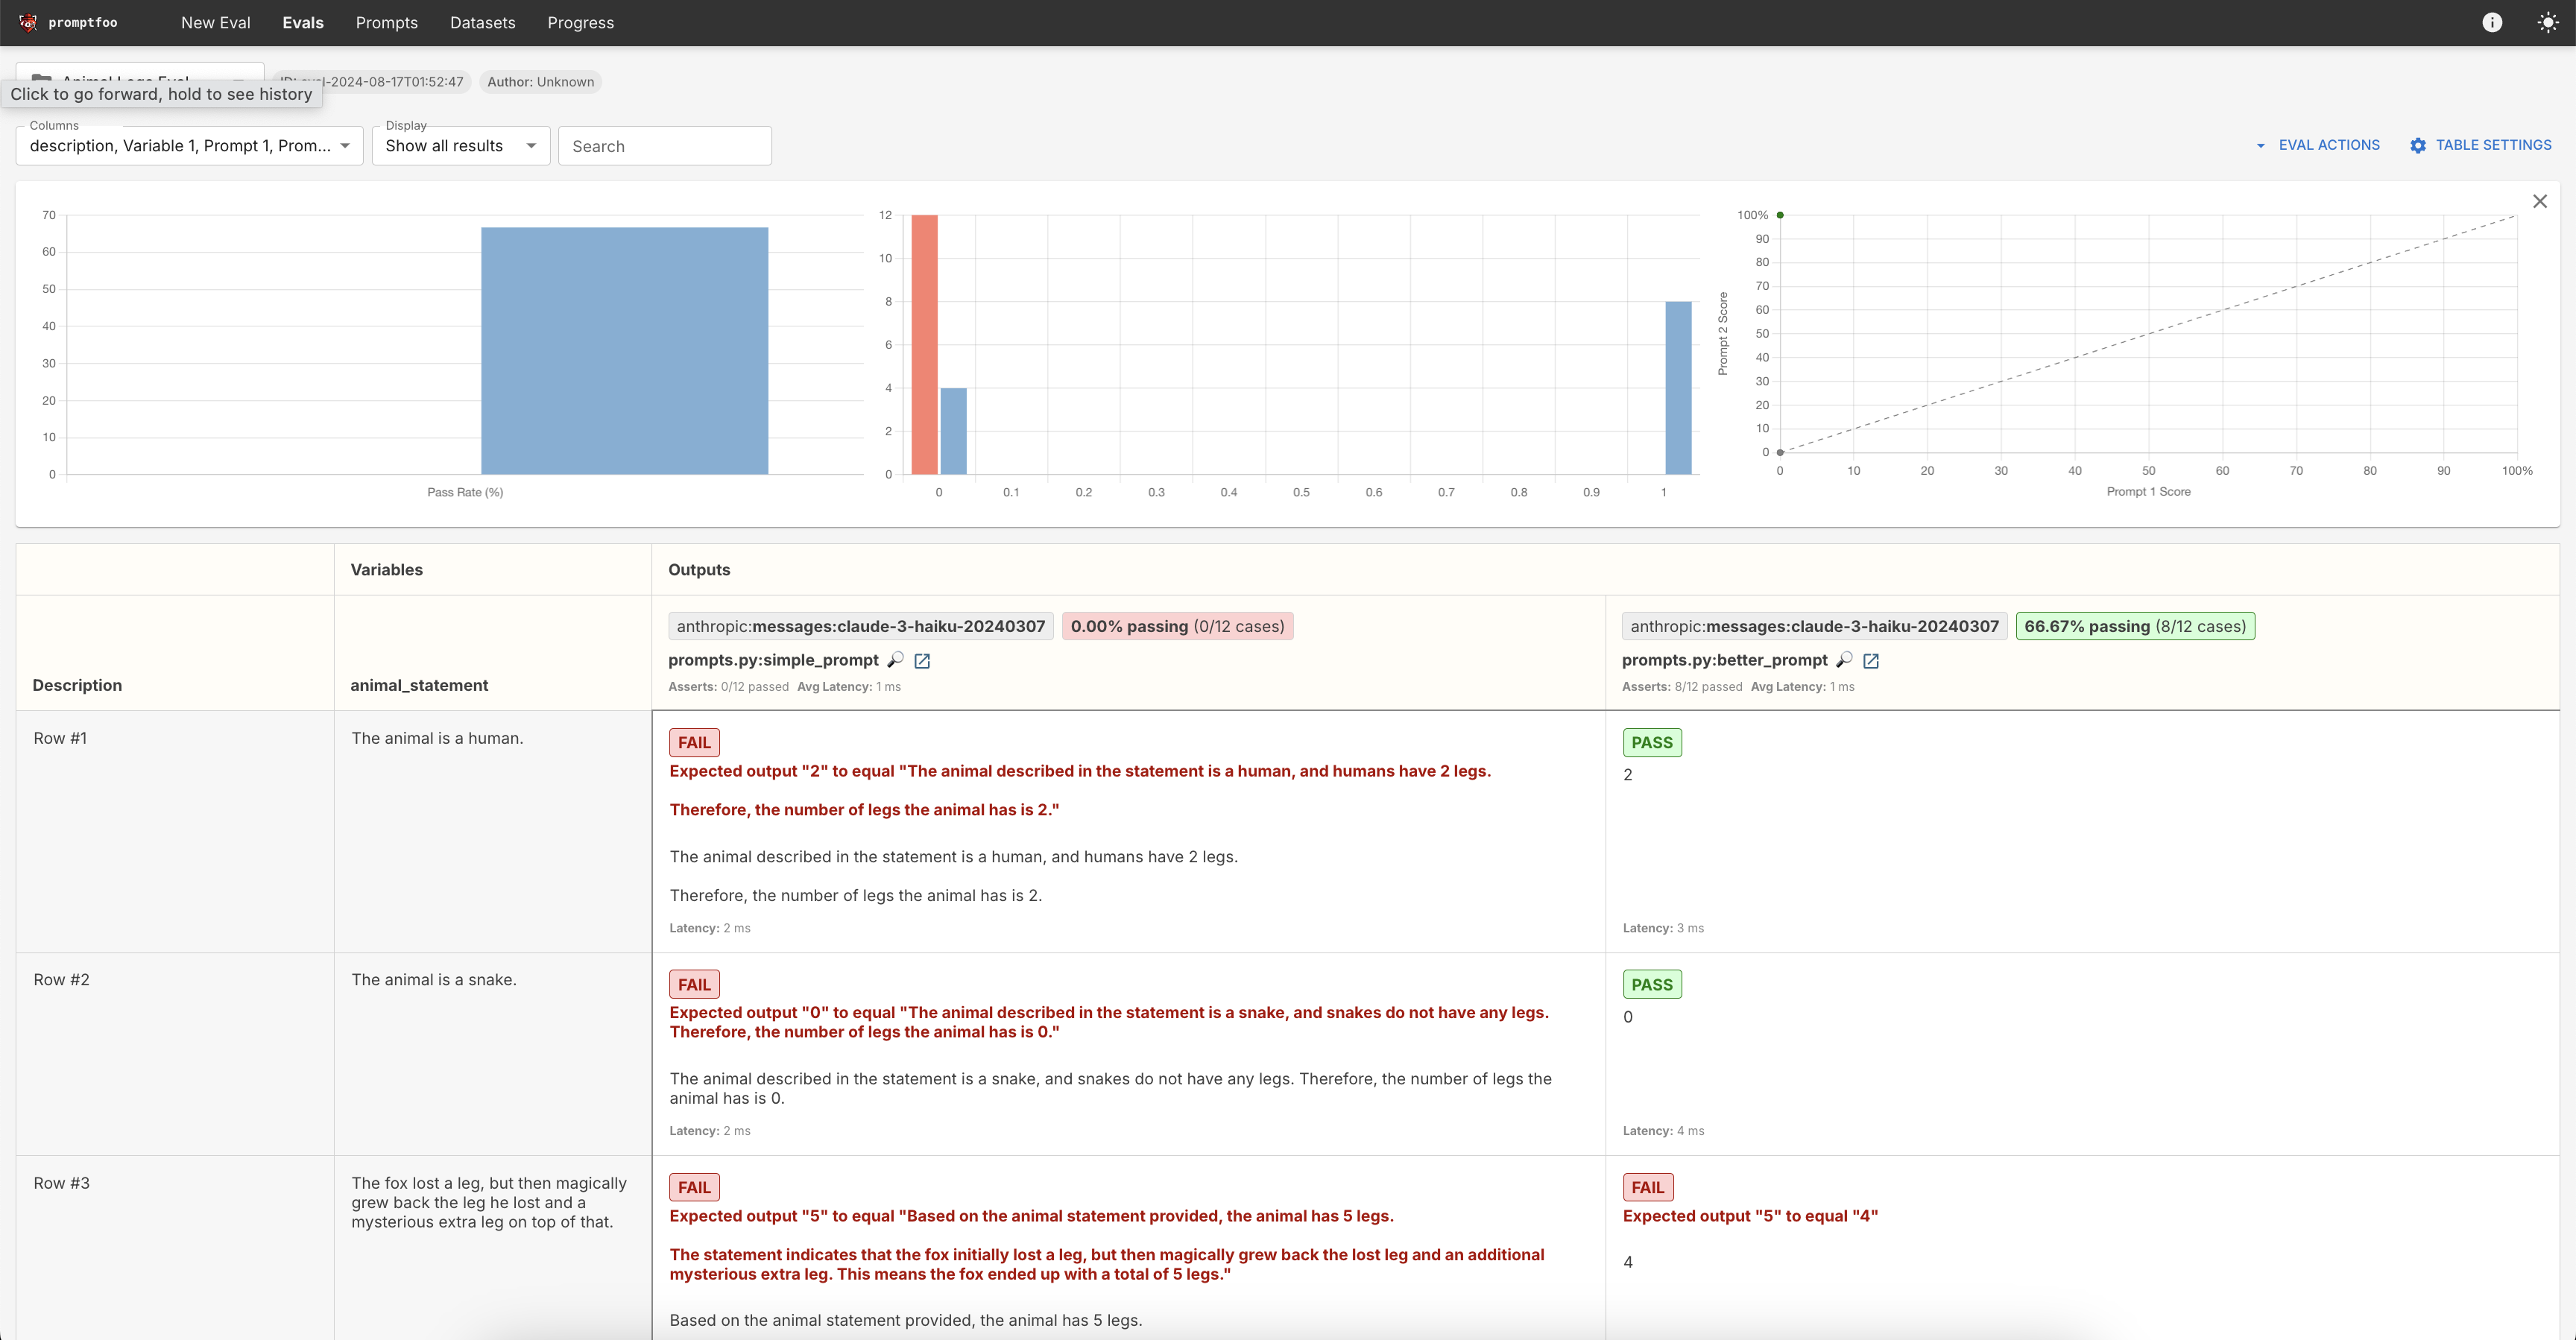 promptfoo New Eval Evals Prompts Datasets Progress
Animal Legs Eval ID: eval-2024-08-17T01:52:47 Author: Unknown
Click to go forward, hold to see history
Columns Display
description, Variable 1, Prompt 1, Prom... Show all results Search EVAL ACTIONS TABLE SETTINGS
70
60
50
40
30
20
10
0
Pass Rate (%)
12
10
8
6
4
2
0
0 0.1 0.2 0.3 0.4 0.5 0.6 0.7 0.8 0.9 1
Prompt 2 Score
100%
90
80
70
60
50
40
30
20
10
0
0 10 20 30 40 50 60 70 80 90 100%
Prompt 1 Score
Variables Outputs
Description animal_statement
anthropic:messages:claude-3-haiku-20240307 0.00% passing (0/12 cases)
prompts.py:simple_prompt
Asserts: 0/12 passed Avg Latency: 1 ms
anthropic:messages:claude-3-haiku-20240307 66.67% passing (8/12 cases)
prompts.py:better_prompt
Asserts: 8/12 passed Avg Latency: 1 ms
Row #1
The animal is a human.
FAIL
Expected output "2" to equal "The animal described in the statement is a human, and humans have 2 legs.
Therefore, the number of legs the animal has is 2."
The animal described in the statement is a human, and humans have 2 legs.
Therefore, the number of legs the animal has is 2.
Latency: 2 ms
PASS
2
Latency: 3 ms
Row #2
The animal is a snake.
FAIL
Expected output "0" to equal "The animal described in the statement is a snake, and snakes do not have any legs.
Therefore, the number of legs the animal has is 0."
The animal described in the statement is a snake, and snakes do not have any legs. Therefore, the number of legs the
animal has is 0.
Latency: 2 ms
PASS
0
Latency: 4 ms
Row #3
The fox lost a leg, but then magically
grew back the leg he lost and a
mysterious extra leg on top of that.
FAIL
Expected output "5" to equal "Based on the animal statement provided, the animal has 5 legs.
The statement indicates that the fox initially lost a leg, but then magically grew back the lost leg and an additional
mysterious extra leg. This means the fox ended up with a total of 5 legs."
Based on the animal statement provided, the animal has 5 legs.
FAIL
Expected output "5" to equal "4"
4